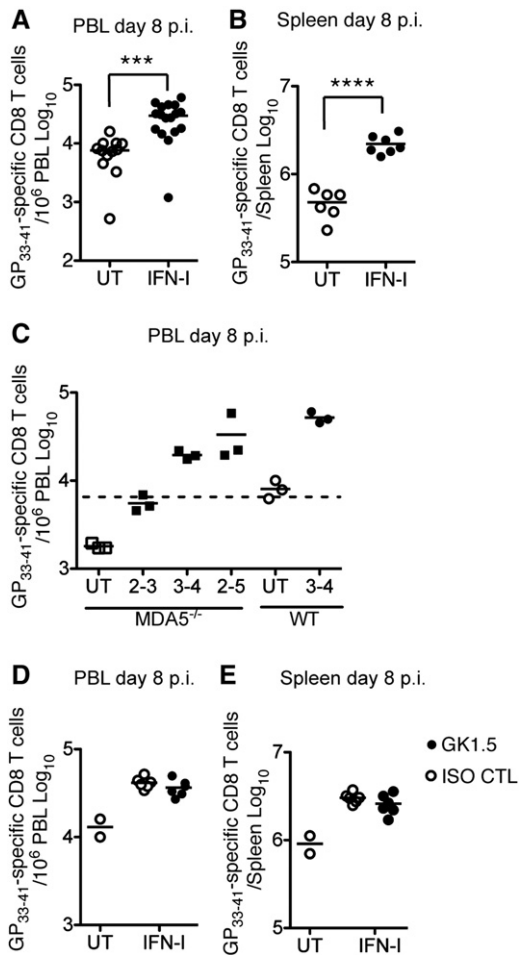 A PBL day 8 p.i.
GP33-41-specific CD8 T cells
/10^6 PBL Log10
5
4
3
2
***
UT IFN-I
B Spleen day 8 p.i.
GP33-41-specific CD8 T cells
/Spleen Log10
7
6
5
****
UT IFN-I
C PBL day 8 p.i.
GP33-41-specific CD8 T cells
/10^6 PBL Log10
5
4
3
UT 2-3 3-4 2-5 UT 3-4
MDA5-/- WT
D PBL day 8 p.i.
GP33-41-specific CD8 T cells
/10^6 PBL Log10
5
4
3
UT IFN-I
E Spleen day 8 p.i.
GP33-41-specific CD8 T cells
/Spleen Log10
7
6
5
UT IFN-I
GK1.5
ISO CTL